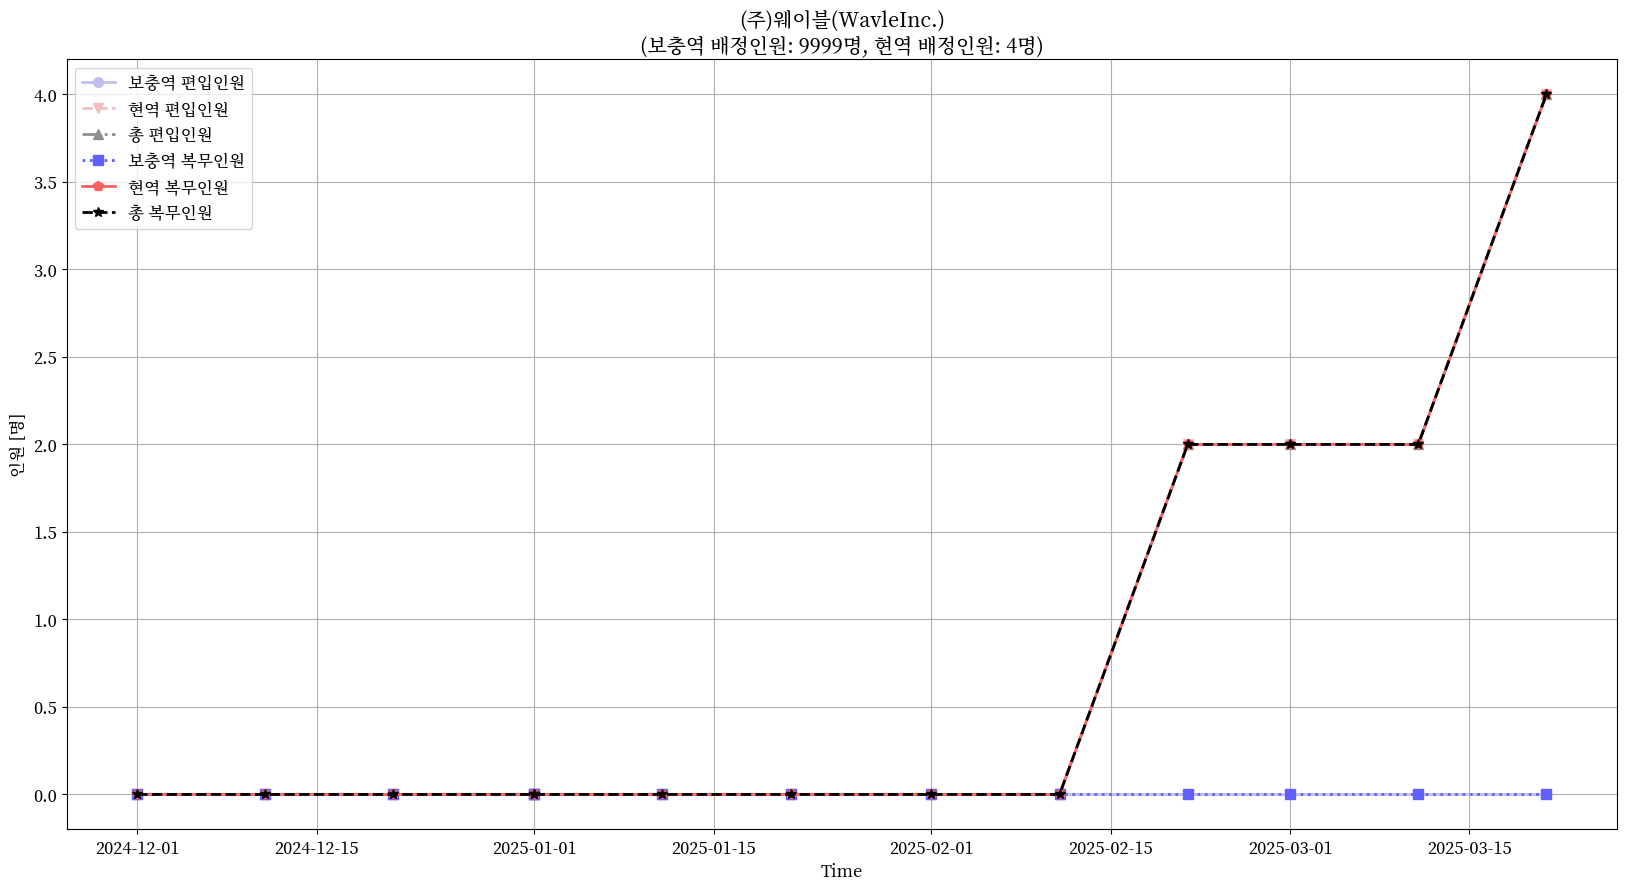 (주)웨이블(WavleInc.)
(보충역 배정인원: 9999명, 현역 배정인원: 4명)
보충역 편입인원
현역 편입인원
총 편입인원
보충역 복무인원
현역 복무인원
총 복무인원
4.0
3.5
3.0
2.5
2.0
1.5
1.0
0.5
0.0
인원 [명]
2024-12-01
2024-12-15
2025-01-01
2025-01-15
2025-02-01
2025-02-15
2025-03-01
2025-03-15
Time